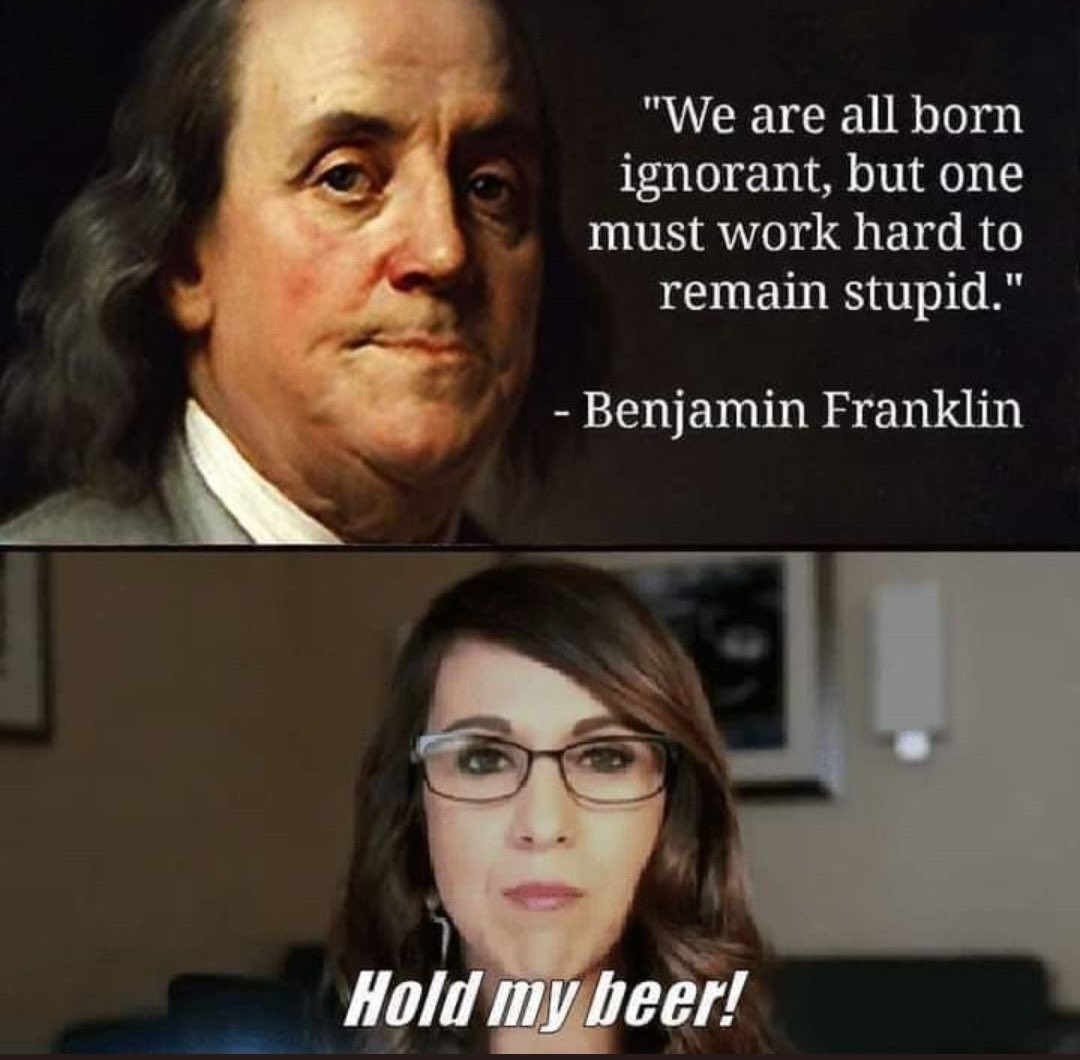 "We are all born
ignorant, but one
must work hard to
remain stupid."
- Benjamin Franklin
Hold my beer!